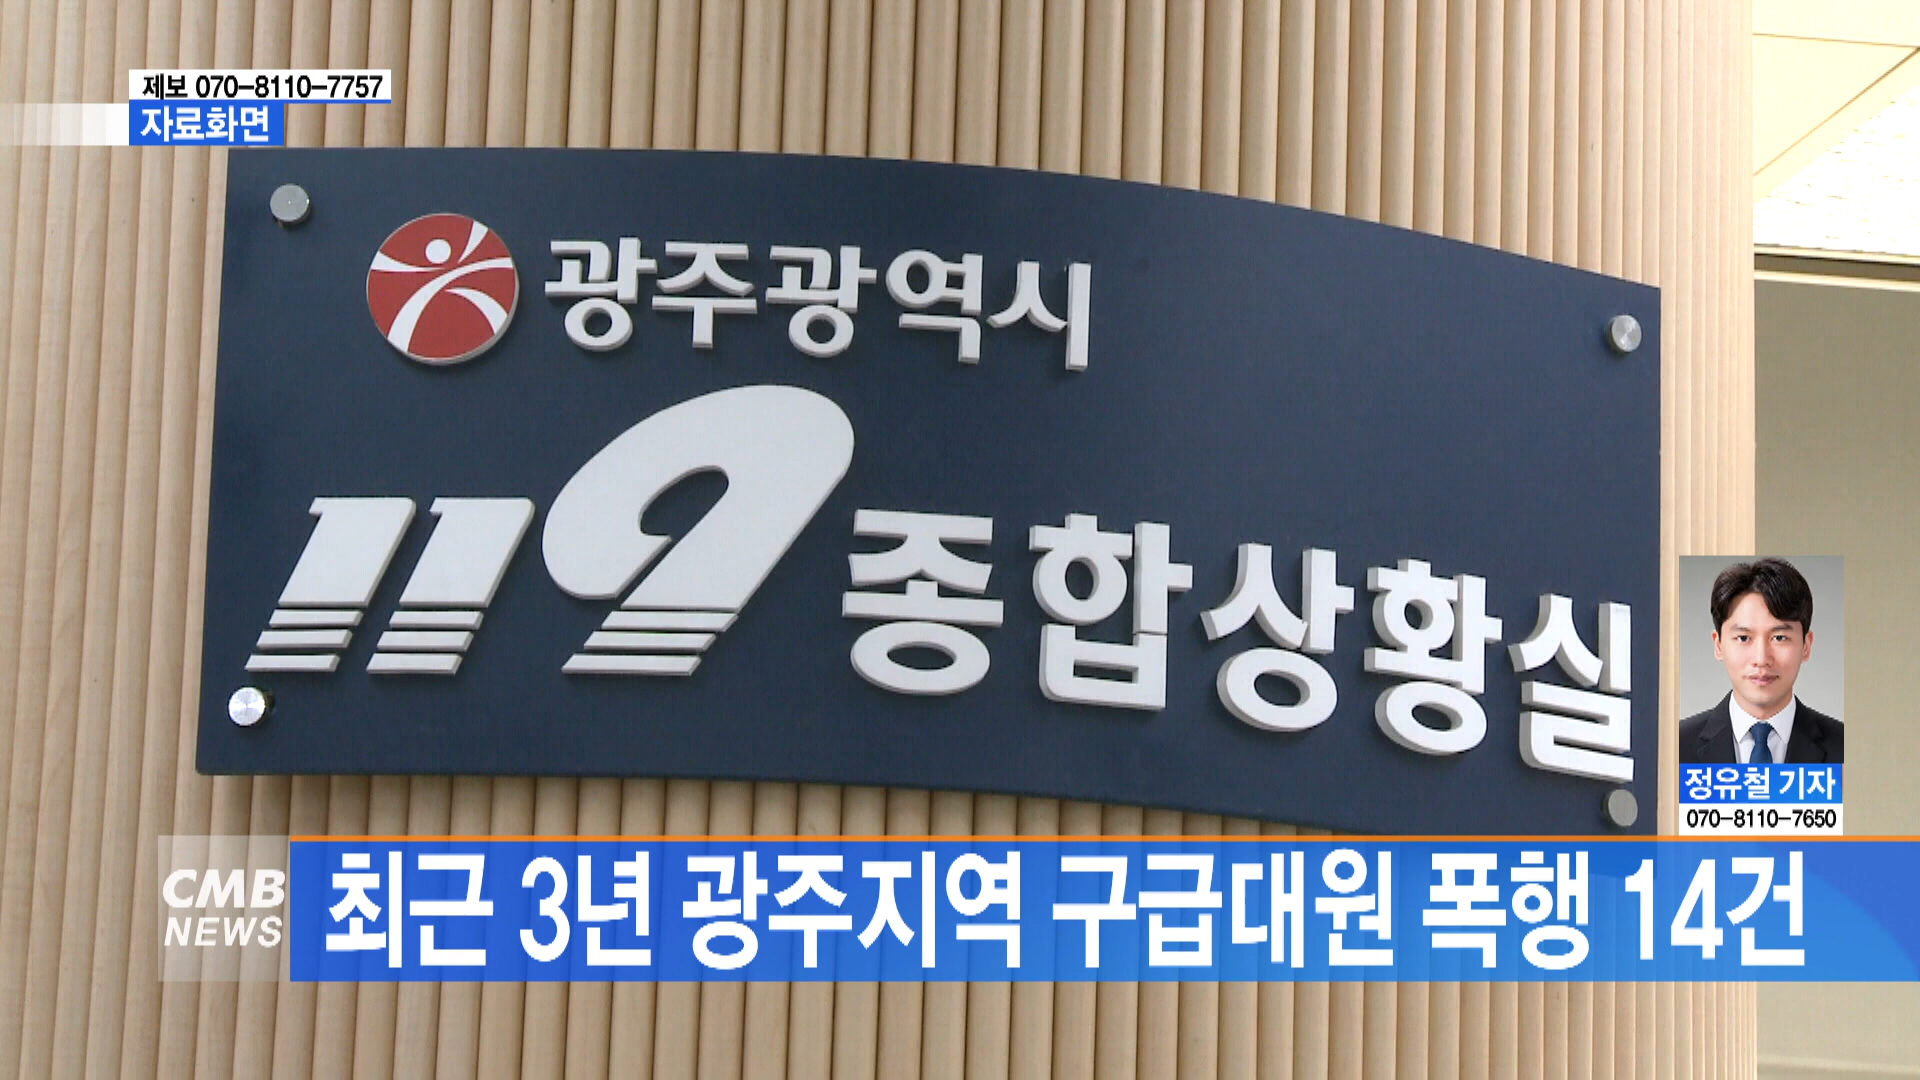 제보 070-8110-7757
자료화면
광주광역시
119 종합상황실
정유철 기자
070-8110-7650
CMB
NEWS
최근 3년 광주지역 구급대원 폭행 14건